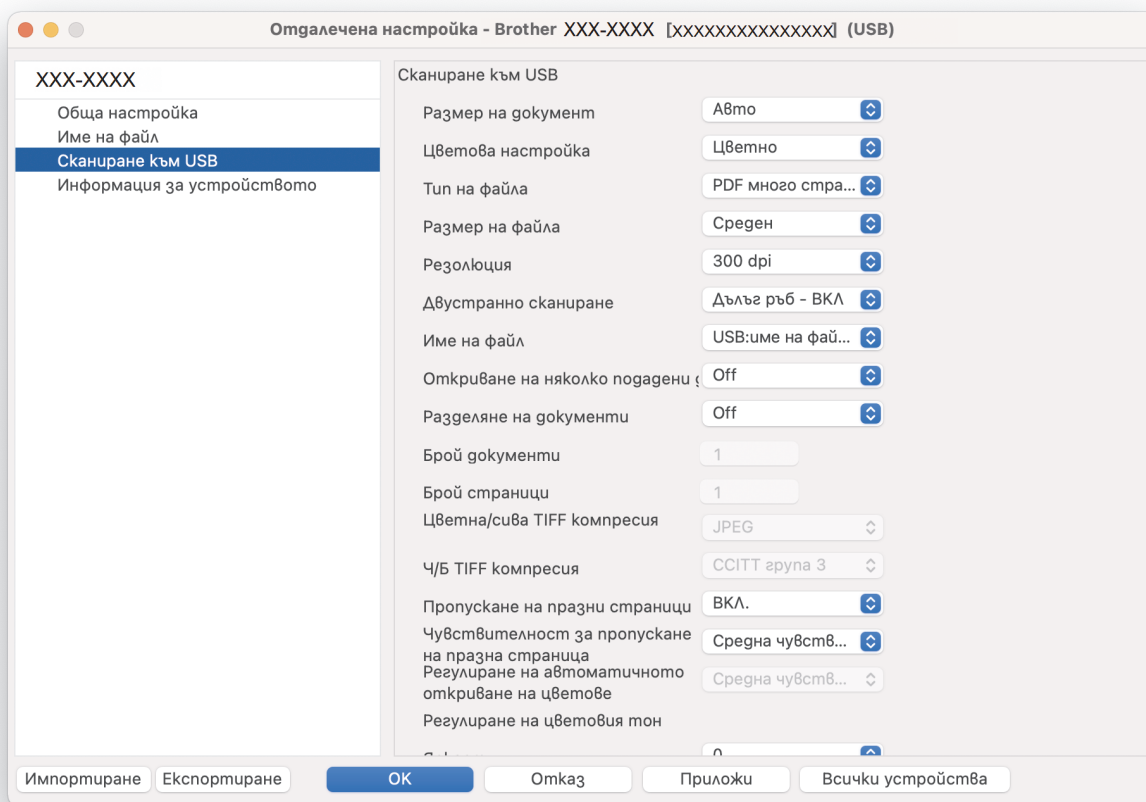 Отдалечена настройка - Brother XXX-XXXX [XXXXXXXXXXXXXXX] (USB)
XXX-XXXX
Обща настройка
Име на файл
Сканиране към USB
Информация за устройството
Сканиране към USB
Размер на документ Авто
Цветова настройка Цветно
Тип на файла PDF много стра...
Размер на файла Среден
Резолюция 300 dpi
Двустранно сканиране Дълъг ръб - ВКЛ
Име на файл USB:име на фай...
Откриване на няколко подадени Off
Разделяне на документи Off
Брой документи 1
Брой страници 1
Цветна/сива TIFF компресия JPEG
Ч/Б TIFF компресия CCITT група 3
Пропускане на празни страници ВКЛ.
Чувствителност за пропускане
на празна страница Средна чувств...
Регулиране на автоматичното
откриване на цветове Средна чувств...
Регулиране на цветовия тон
0
Импортиране Експортиране OK Отказ Приложи Всички устройства